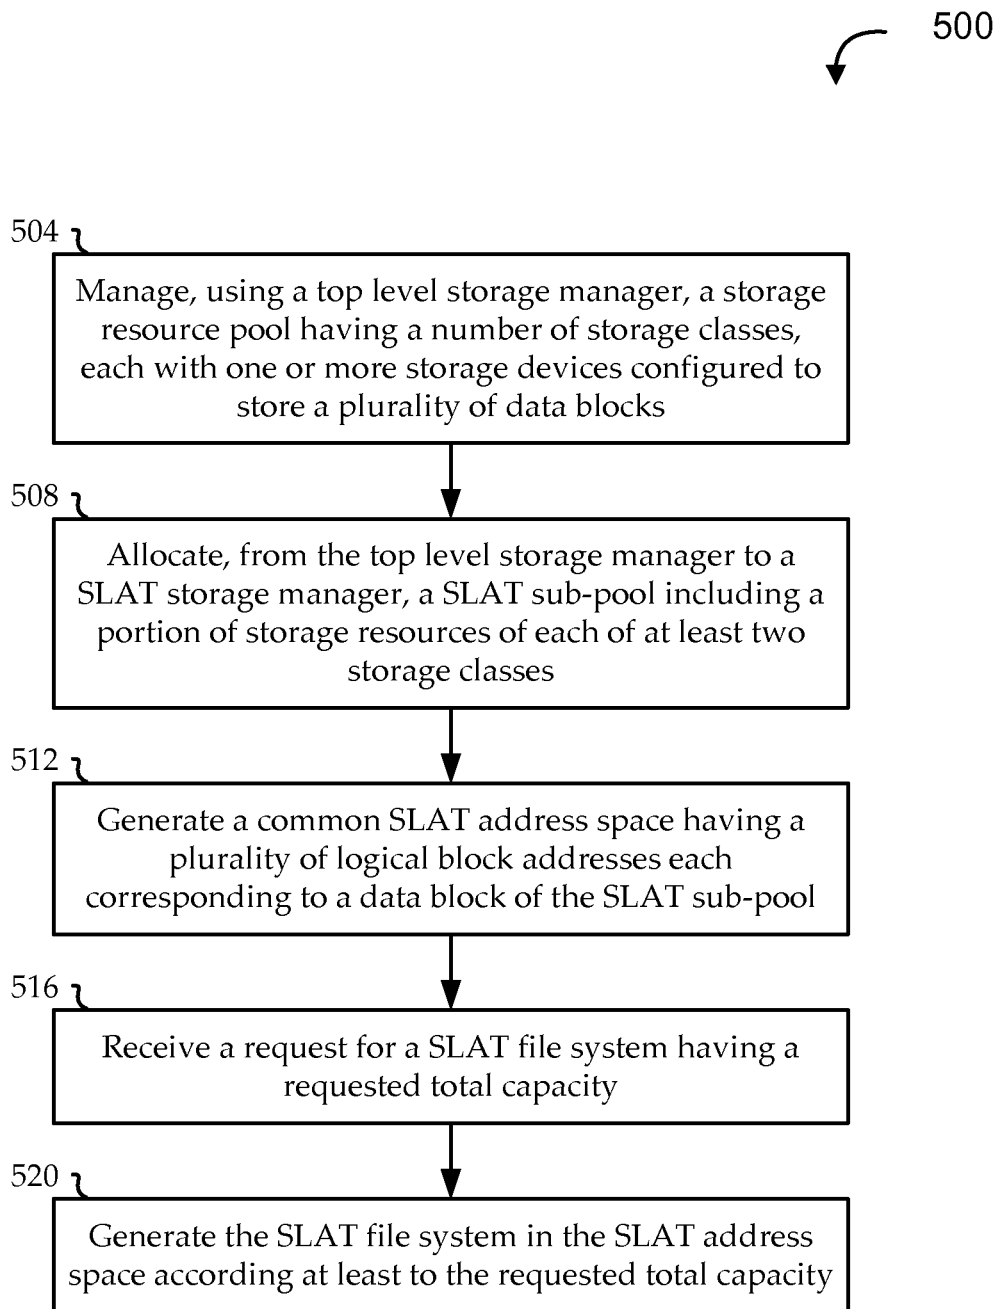 500
504
Manage, using a top level storage manager, a storage
resource pool having a number of storage classes,
each with one or more storage devices configured to
store a plurality of data blocks
508
Allocate, from the top level storage manager to a
SLAT storage manager, a SLAT sub-pool including a
portion of storage resources of each of at least two
storage classes
512
Generate a common SLAT address space having a
plurality of logical block addresses each
corresponding to a data block of the SLAT sub-pool
516
Receive a request for a SLAT file system having a
requested total capacity
520
Generate the SLAT file system in the SLAT address
space according at least to the requested total capacity